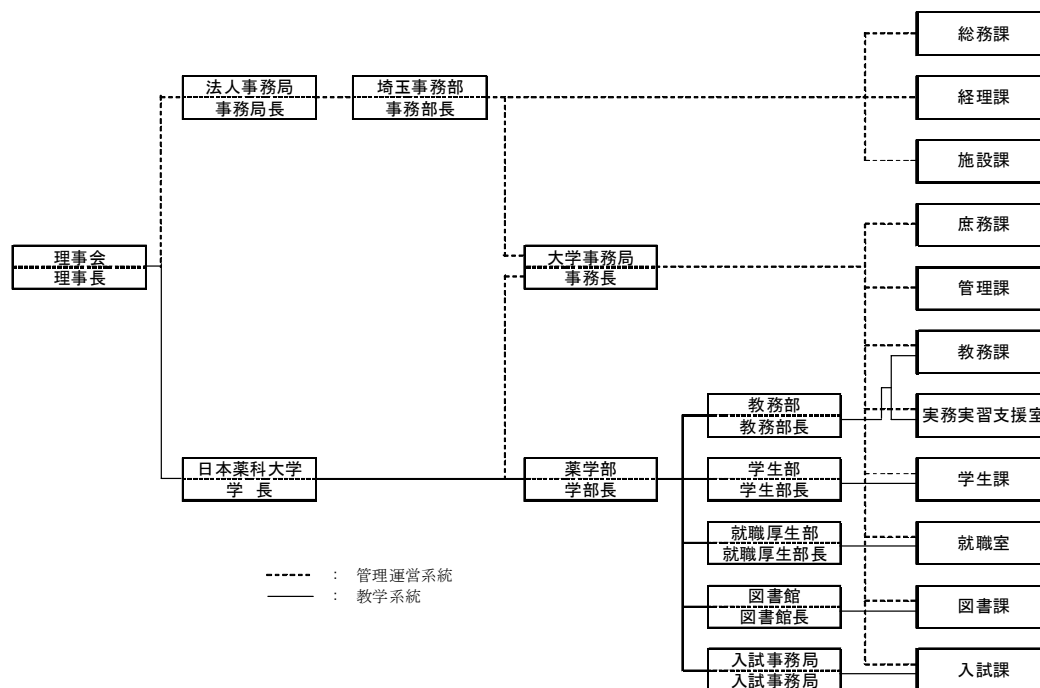 総務課
法人事務局
事務局長
埼玉事務部
事務部長
経理課
施設課
庶務課
理事会
理事長
大学事務局
事務長
管理課
教務課
教務部
教務部長
実務実習支援室
日本薬科大学
学 長
薬学部
学部長
学生部
学生部長
学生課
就職厚生部
就職厚生部長
就職室
: 管理運営系統
: 教学系統
図書館
図書館長
図書課
入試事務局
入試事務局
入試課